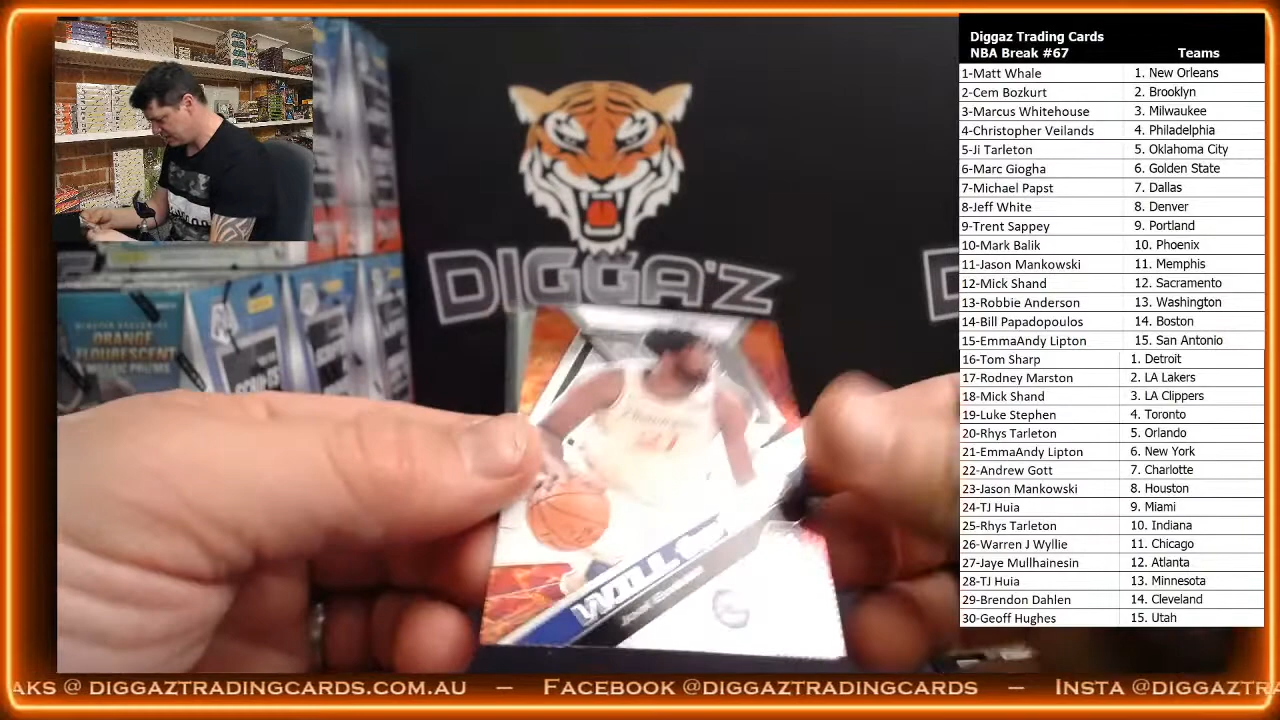 Diggaz Trading Cards
NBA Break #67 Teams
1-Matt Whale 1. New Orleans
2-Cem Bozkurt 2. Brooklyn
3-Marcus Whitehouse 3. Milwaukee
4-Christopher Veilands 4. Philadelphia
5-Ji Tarleton 5. Oklahoma City
6-Marc Giogha 6. Golden State
7-Michael Papst 7. Dallas
8-Jeff White 8. Denver
9-Trent Sappey 9. Portland
10-Mark Balik 10. Phoenix
11-Jason Mankowski 11. Memphis
12-Mick Shand 12. Sacramento
13-Robbie Anderson 13. Washington
14-Bill Papadopoulos 14. Boston
15-EmmaAndy Lipton 15. San Antonio
16-Tom Sharp 1. Detroit
17-Rodney Marston 2. LA Lakers
18-Mick Shand 3. LA Clippers
19-Luke Stephen 4. Toronto
20-Rhys Tarleton 5. Orlando
21-EmmaAndy Lipton 6. New York
22-Andrew Gott 7. Charlotte
23-Jason Mankowski 8. Houston
24-TJ Huia 9. Miami
25-Rhys Tarleton 10. Indiana
26-Warren J Wyllie 11. Chicago
27-Jaye Mullhainesin 12. Atlanta
28-TJ Huia 13. Minnesota
29-Brendon Dahlen 14. Cleveland
30-Geoff Hughes 15. Utah
DIGGA'Z
D
ORANGE
FLOURESCENT
MOSAIC PRIZMS
WILL
AKS @ DIGGAZTRADINGCARDS.COM.AU – FACEBOOK @DIGGAZTRADINGCARDS – INSTA @DIGGAZTR